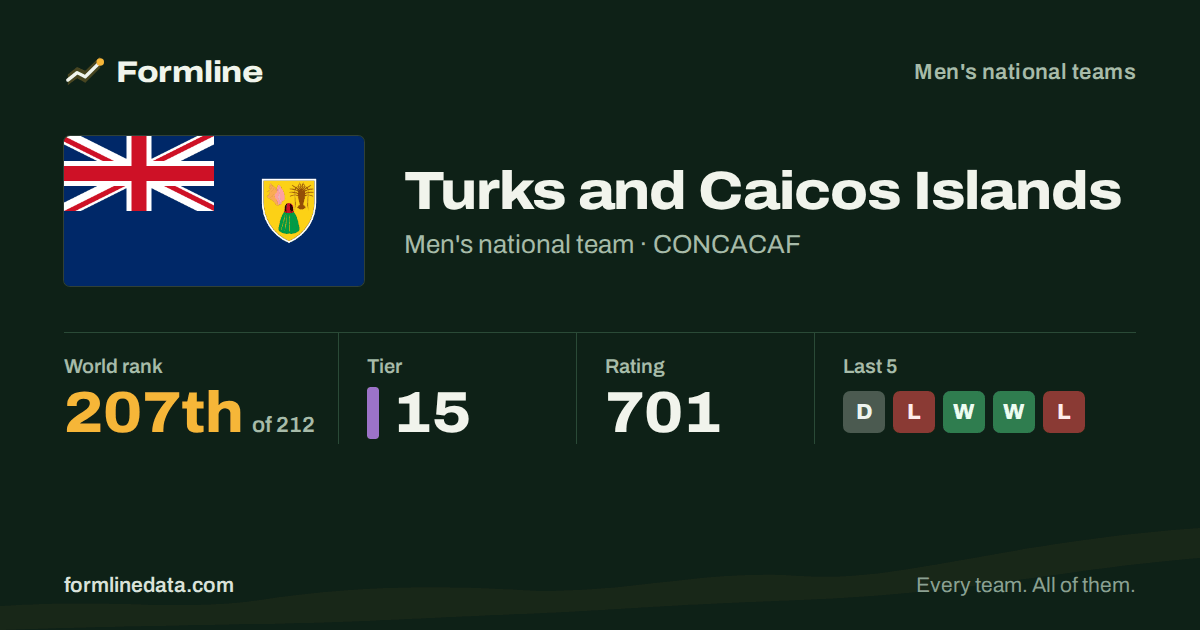 Formline
Men's national teams
Turks and Caicos Islands
Men's national team · CONCACAF
World rank
207th of 212
Tier
15
Rating
701
Last 5
D L W W L
formlinedata.com
Every team. All of them.